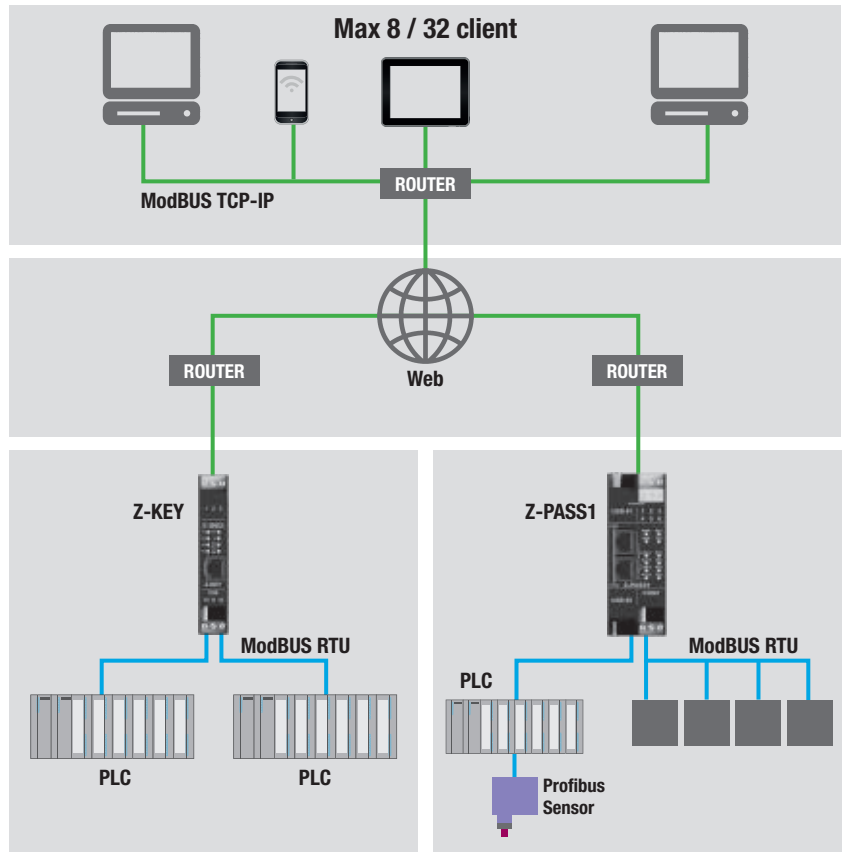 Max 8 / 32 client
ROUTER
ModBUS TCP-IP
ROUTER
Web
ROUTER
Z-KEY
Z-PASS1
ModBUS RTU
ModBUS RTU
PLC
PLC
PLC
Profibus
Sensor